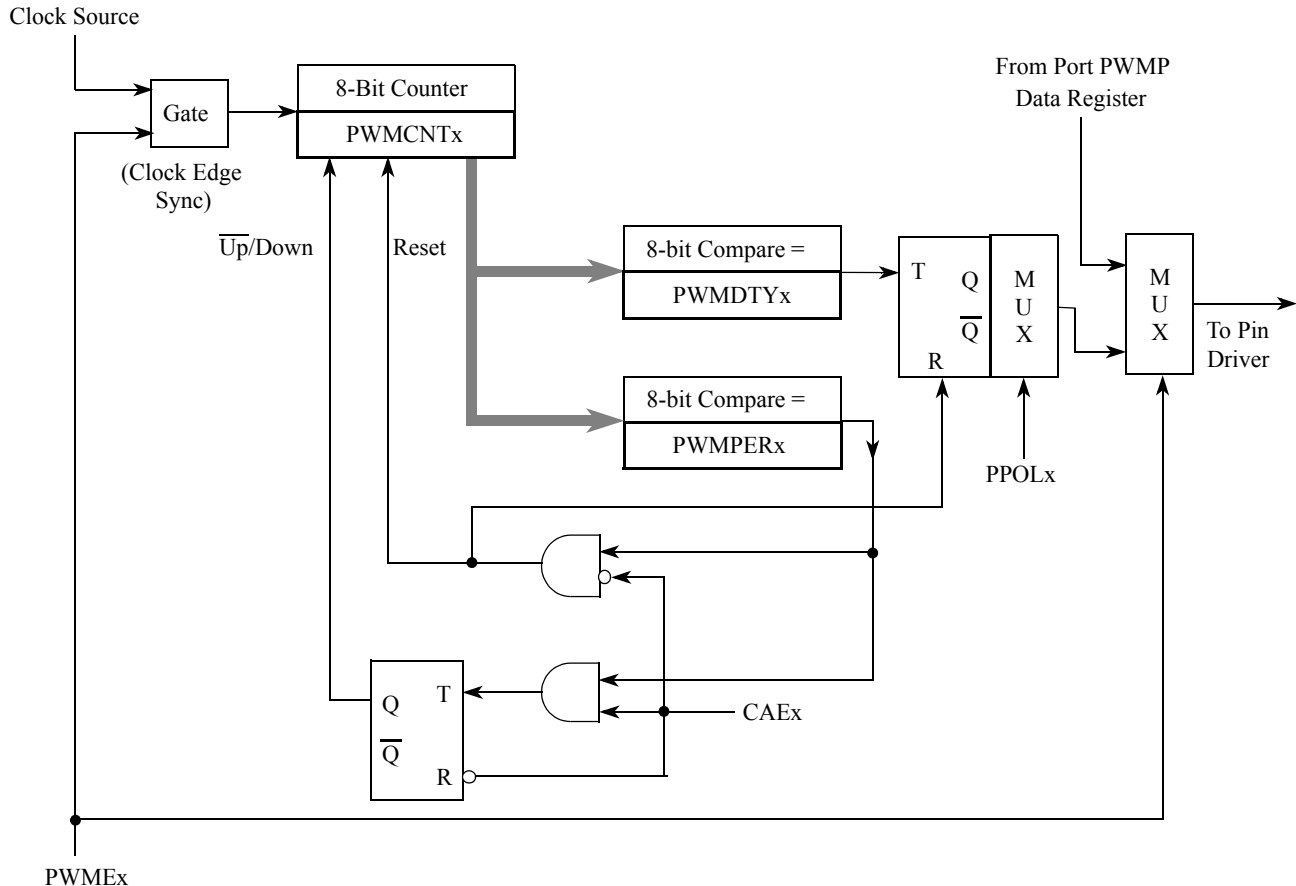 Clock Source
Gate
(Clock Edge
Sync)
8-Bit Counter
PWMCNTx
From Port PWMP
Data Register
U̅p̅/Down
Reset
8-bit Compare =
PWMDTYx
T
Q
Q̅
R
M
U
X
M
U
X
To Pin
Driver
8-bit Compare =
PWMPERx
PPOLx
Q
T
Q̅
R
CAEx
PWMEx